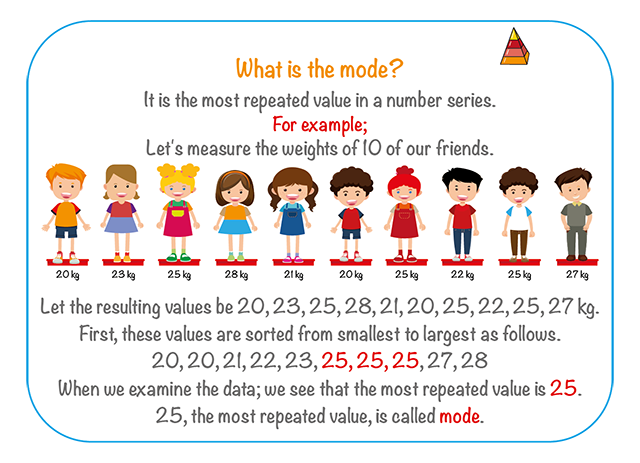 What is the mode?
It is the most repeated value in a number series.
For example;
Let's measure the weights of 10 of our friends.
20 kg 23 kg 25 kg 28 kg 21 kg 20 kg 25 kg 22 kg 25 kg 27 kg
Let the resulting values be 20, 23, 25, 28, 21, 20, 25, 22, 25, 27 kg.
First, these values are sorted from smallest to largest as follows.
20, 20, 21, 22, 23, 25, 25, 25, 27, 28
When we examine the data; we see that the most repeated value is 25.
25, the most repeated value, is called mode.